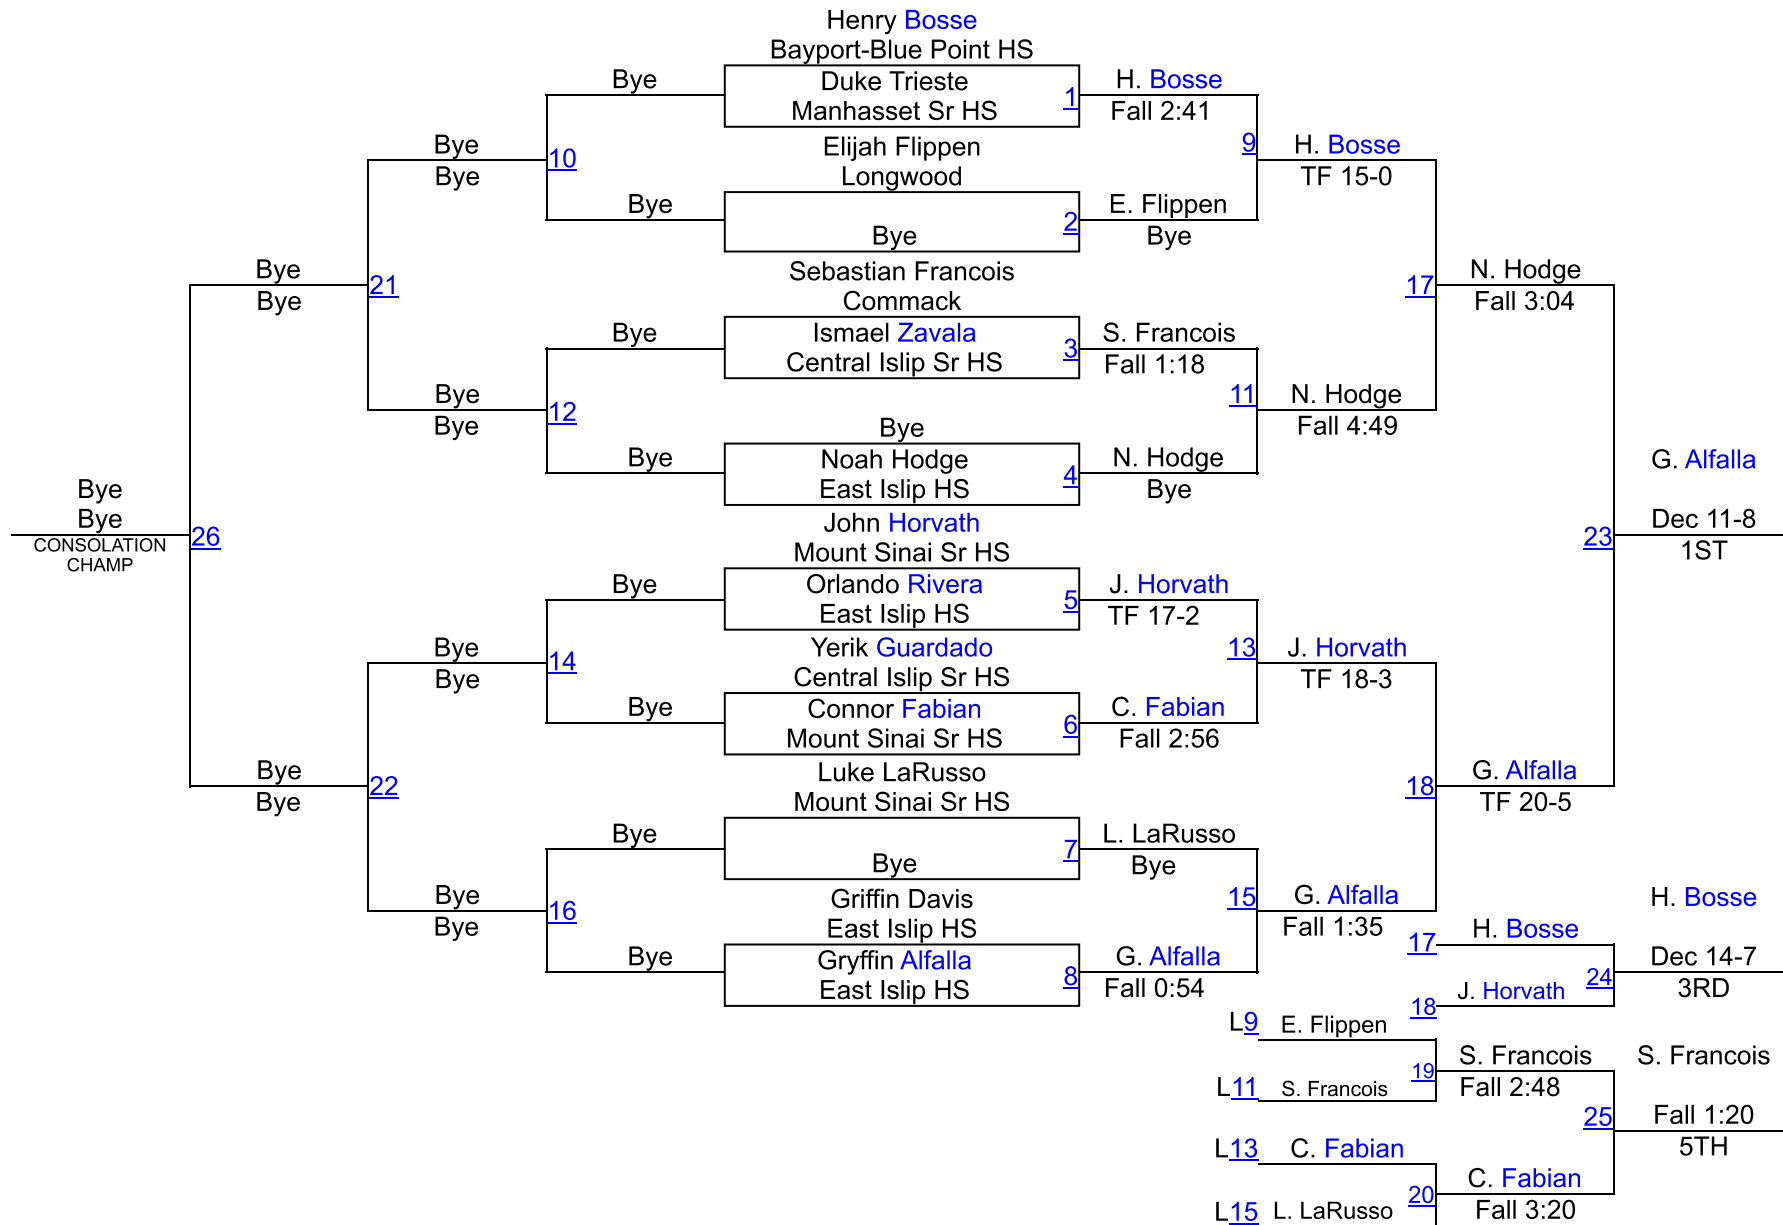 Henry Bosse
Bayport-Blue Point HS
Bye
Duke Trieste
Manhasset Sr HS
1
H. Bosse
Fall 2:41
Bye
Bye
10
Elijah Flippen
Longwood
9
H. Bosse
TF 15-0
Bye
Bye
2
E. Flippen
Bye
Bye
Bye
21
Sebastian Francois
Commack
17
N. Hodge
Fall 3:04
Bye
Ismael Zavala
Central Islip Sr HS
3
S. Francois
Fall 1:18
Bye
Bye
12
11
N. Hodge
Fall 4:49
Bye
Bye
Noah Hodge
East Islip HS
4
N. Hodge
Bye
G. Alfalla
Dec 11-8
1ST
23
Bye
Bye
CONSOLATION
CHAMP
26
John Horvath
Mount Sinai Sr HS
Bye
Orlando Rivera
East Islip HS
5
J. Horvath
TF 17-2
Bye
Bye
14
Yerik Guardado
Central Islip Sr HS
13
J. Horvath
TF 18-3
Bye
Connor Fabian
Mount Sinai Sr HS
6
C. Fabian
Fall 2:56
Bye
Bye
22
Luke LaRusso
Mount Sinai Sr HS
18
G. Alfalla
TF 20-5
Bye
Bye
7
L. LaRusso
Bye
Bye
Bye
16
Griffin Davis
East Islip HS
15
G. Alfalla
Fall 1:35
Bye
Gryffin Alfalla
East Islip HS
8
G. Alfalla
Fall 0:54
17
H. Bosse
18
J. Horvath
24
H. Bosse
Dec 14-7
3RD
L9
E. Flippen
L11
S. Francois
19
S. Francois
Fall 2:48
25
S. Francois
Fall 1:20
5TH
L13
C. Fabian
L15
L. LaRusso
20
C. Fabian
Fall 3:20